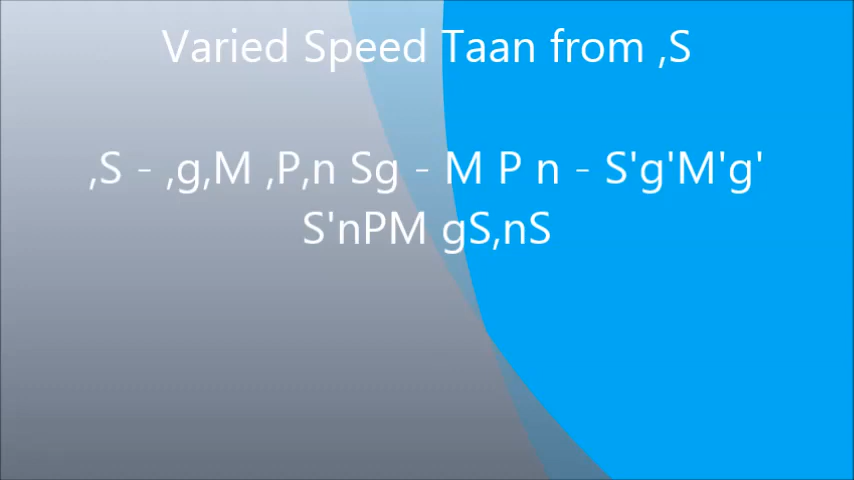 Varied Speed Taan from ,S
,S - ,g,M ,P,n Sg - M P n - S'g'M'g'
S'nPM gS,nS